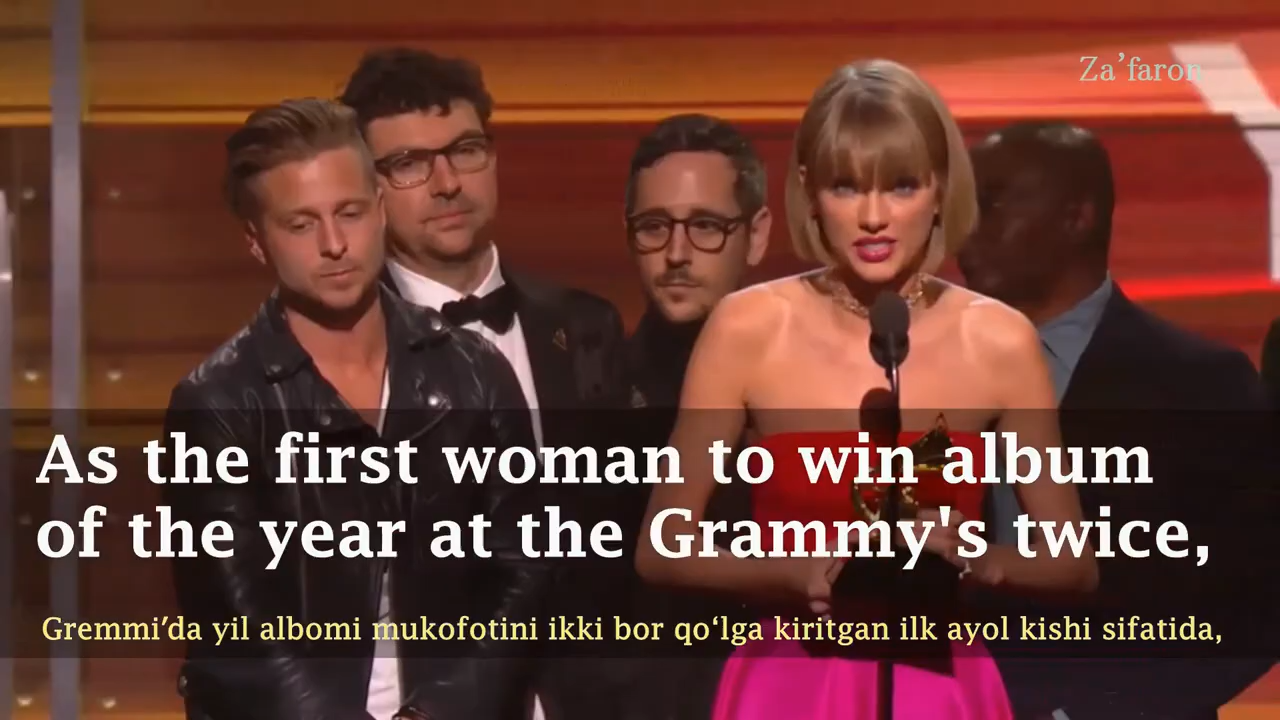 Za’faron
As the first woman to win album
of the year at the Grammy's twice,
Gremmi’da yil albomi mukofotini ikki bor qo‘lga kiritgan ilk ayol kishi sifatida,